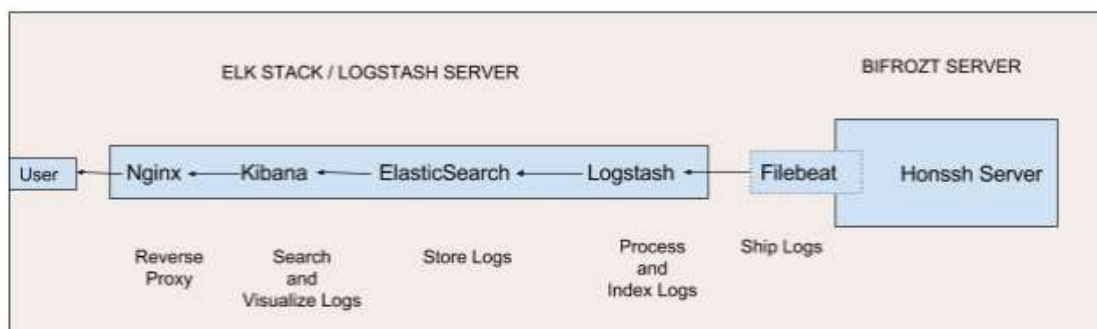 ELK STACK / LOGSTASH SERVER
BIFROZT SERVER
User
Nginx
Kibana
ElasticSearch
Logstash
Filebeat
Honssh Server
Reverse
Proxy
Search
and
Visualize Logs
Store Logs
Process
and
Index Logs
Ship Logs